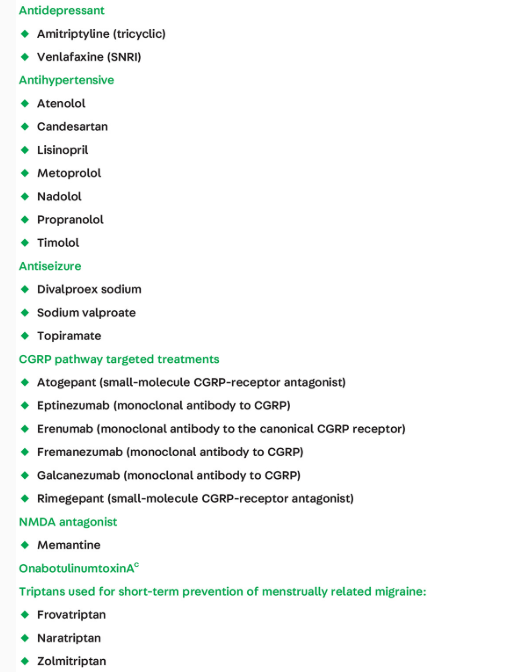 Antidepressant
◆ Amitriptyline (tricyclic)
◆ Venlafaxine (SNRI)
Antihypertensive
◆ Atenolol
◆ Candesartan
◆ Lisinopril
◆ Metoprolol
◆ Nadolol
◆ Propranolol
◆ Timolol
Antiseizure
◆ Divalproex sodium
◆ Sodium valproate
◆ Topiramate
CGRP pathway targeted treatments
◆ Atogepant (small-molecule CGRP-receptor antagonist)
◆ Eptinezumab (monoclonal antibody to CGRP)
◆ Erenumab (monoclonal antibody to the canonical CGRP receptor)
◆ Fremanezumab (monoclonal antibody to CGRP)
◆ Galcanezumab (monoclonal antibody to CGRP)
◆ Rimegepant (small-molecule CGRP-receptor antagonist)
NMDA antagonist
◆ Memantine
OnabotulinumtoxinAᶜ
Triptans used for short-term prevention of menstrually related migraine:
◆ Frovatriptan
◆ Naratriptan
◆ Zolmitriptan